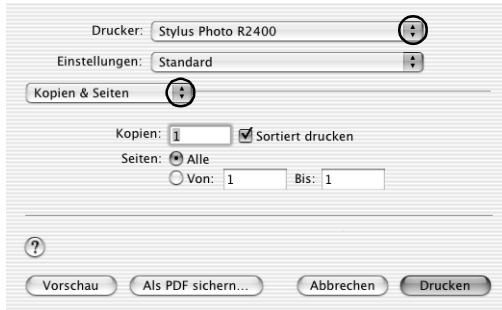 Drucker: Stylus Photo R2400
Einstellungen: Standard
Kopien & Seiten
Kopien: 1 Sortiert drucken
Seiten: Alle
Von: 1 Bis: 1
?
Vorschau Als PDF sichern... Abbrechen Drucken